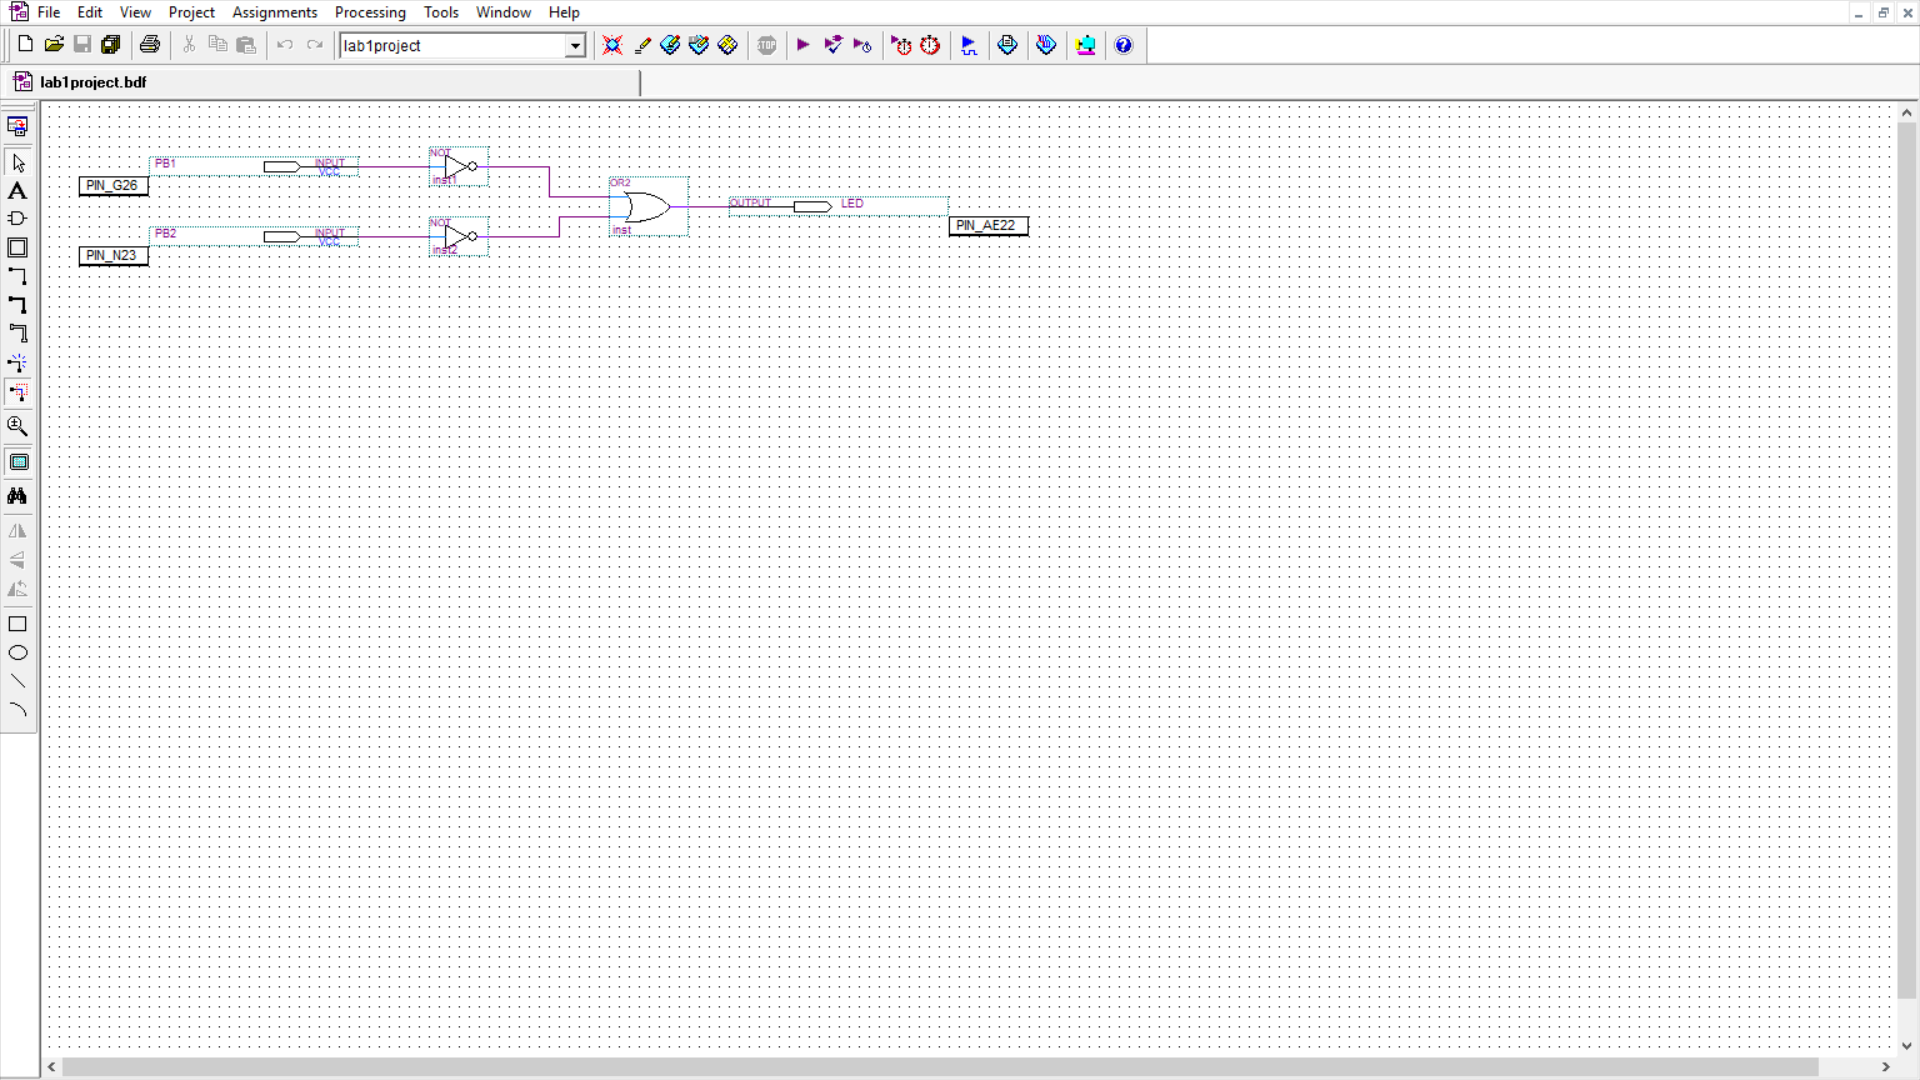 File Edit View Project Assignments Processing Tools Window Help
lab1project
STOP
lab1project.bdf
NOT
PB1 INPUT
VCC
inst1
PIN_G26
OR2
OUTPUT LED
NOT
PIN_AE22
PB2 INPUT
VCC
inst
inst2
PIN_N23